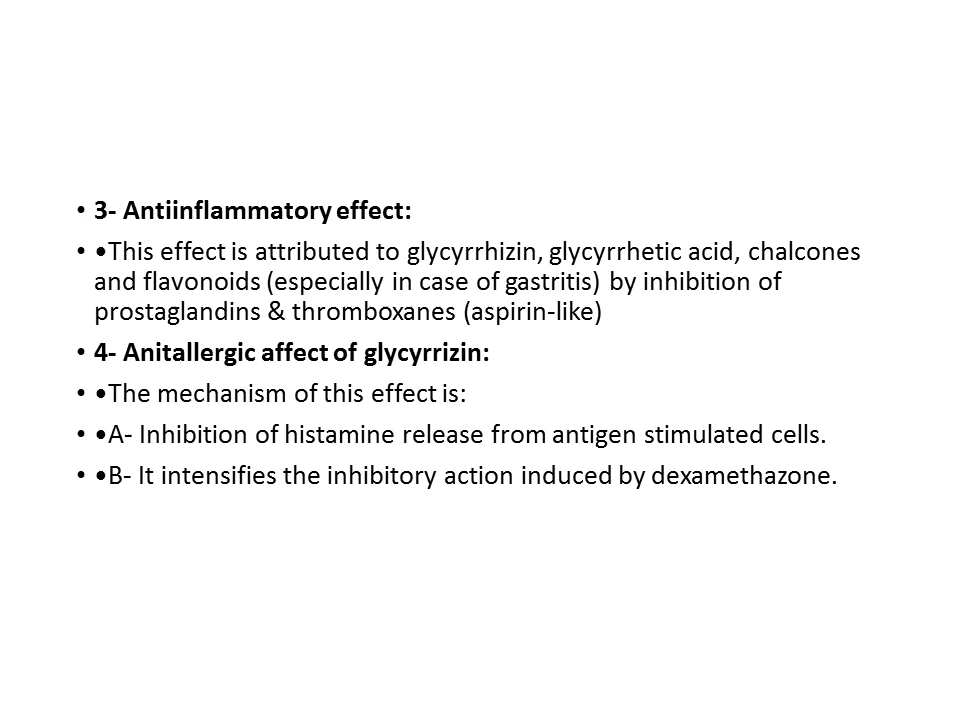 • 3- Antiinflammatory effect:
• •This effect is attributed to glycyrrhizin, glycyrrhetic acid, chalcones
and flavonoids (especially in case of gastritis) by inhibition of
prostaglandins & thromboxanes (aspirin-like)
• 4- Anitallergic affect of glycyrrizin:
• •The mechanism of this effect is:
• •A- Inhibition of histamine release from antigen stimulated cells.
• •B- It intensifies the inhibitory action induced by dexamethazone.